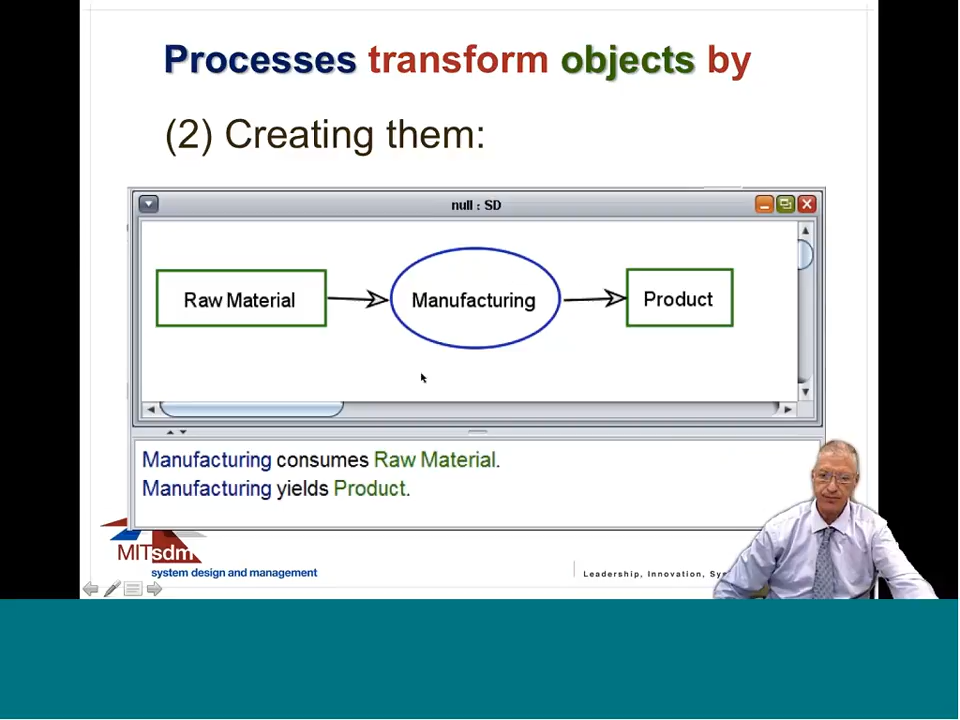 Processes transform objects by
(2) Creating them:
null : SD
Raw Material
Manufacturing
Product
Manufacturing consumes Raw Material.
Manufacturing yields Product.
MITsdm
system design and management
Leadership, Innovation,